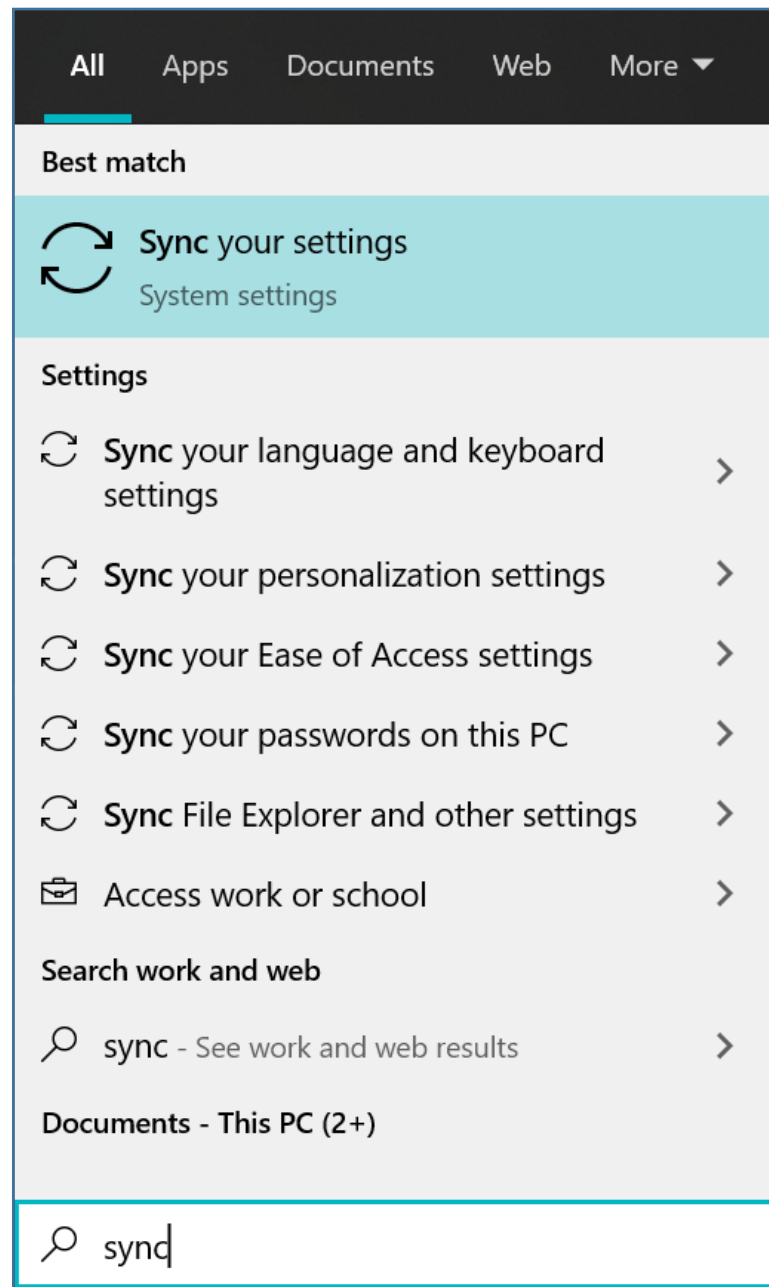 All Apps Documents Web More
Best match
Sync your settings
System settings
Settings
Sync your language and keyboard
settings
Sync your personalization settings
Sync your Ease of Access settings
Sync your passwords on this PC
Sync File Explorer and other settings
Access work or school
Search work and web
sync - See work and web results
Documents - This PC (2+)
sync